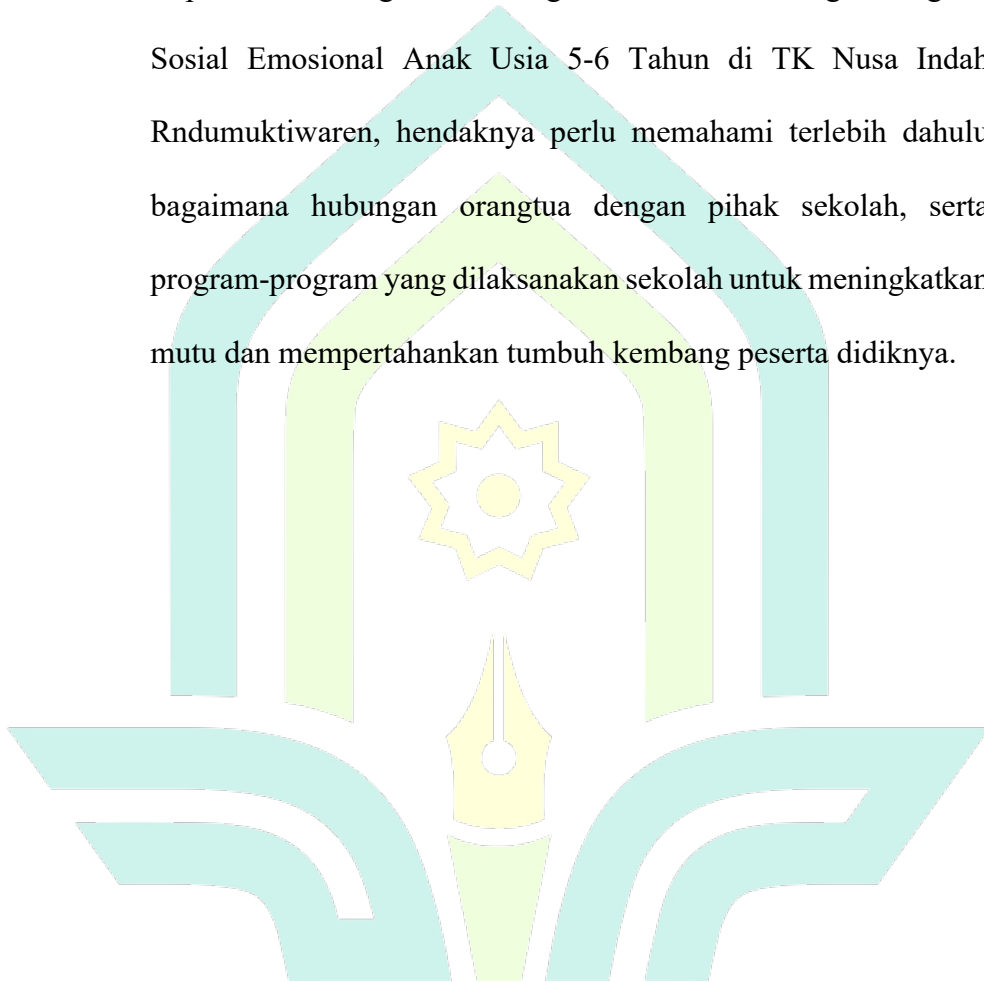 Sosial Emosional Anak Usia 5-6 Tahun di TK Nusa Indah
Rndumuktiwaren, hendaknya perlu memahami terlebih dahulu
bagaimana hubungan orangtua dengan pihak sekolah, serta
program-program yang dilaksanakan sekolah untuk meningkatkan
mutu dan mempertahankan tumbuh kembang peserta didiknya.